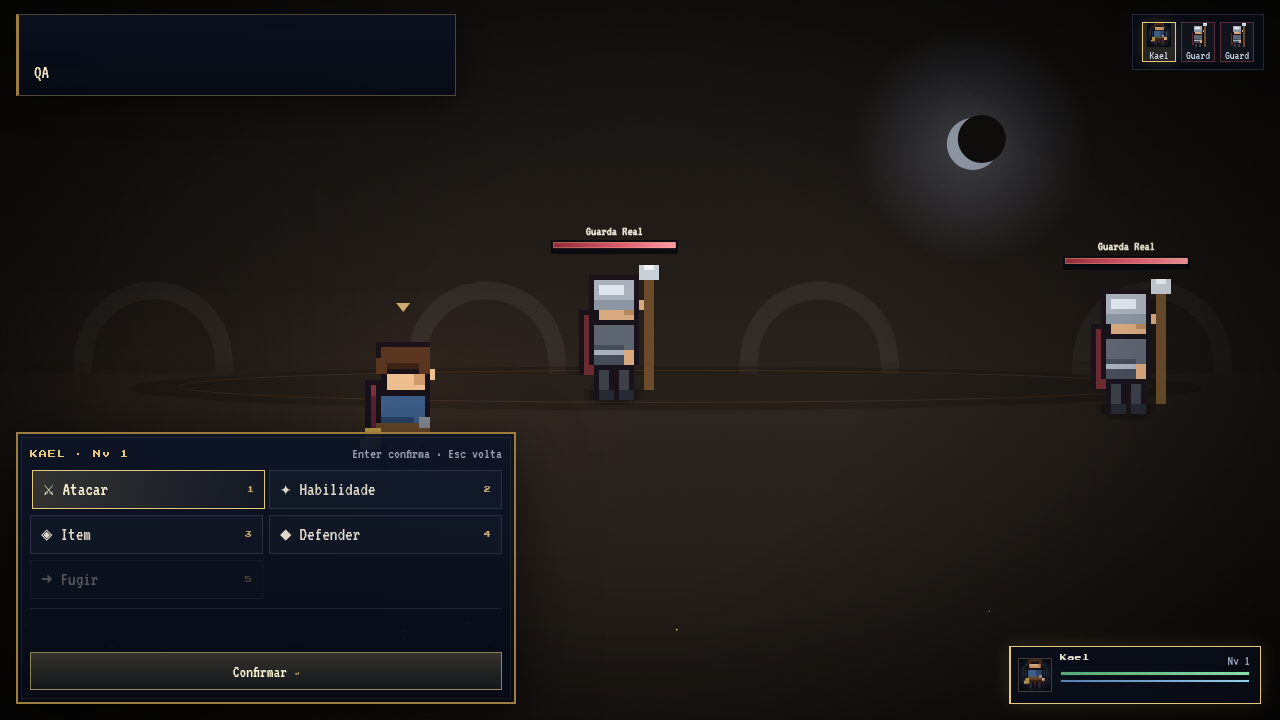 QA
Kael
Guard
Guard
Guarda Real
Guarda Real
KAEL · Nv 1
Enter confirma · Esc volta
Atacar 1
Habilidade 2
Item 3
Defender 4
Fugir 5
Confirmar
Kael
Nv 1